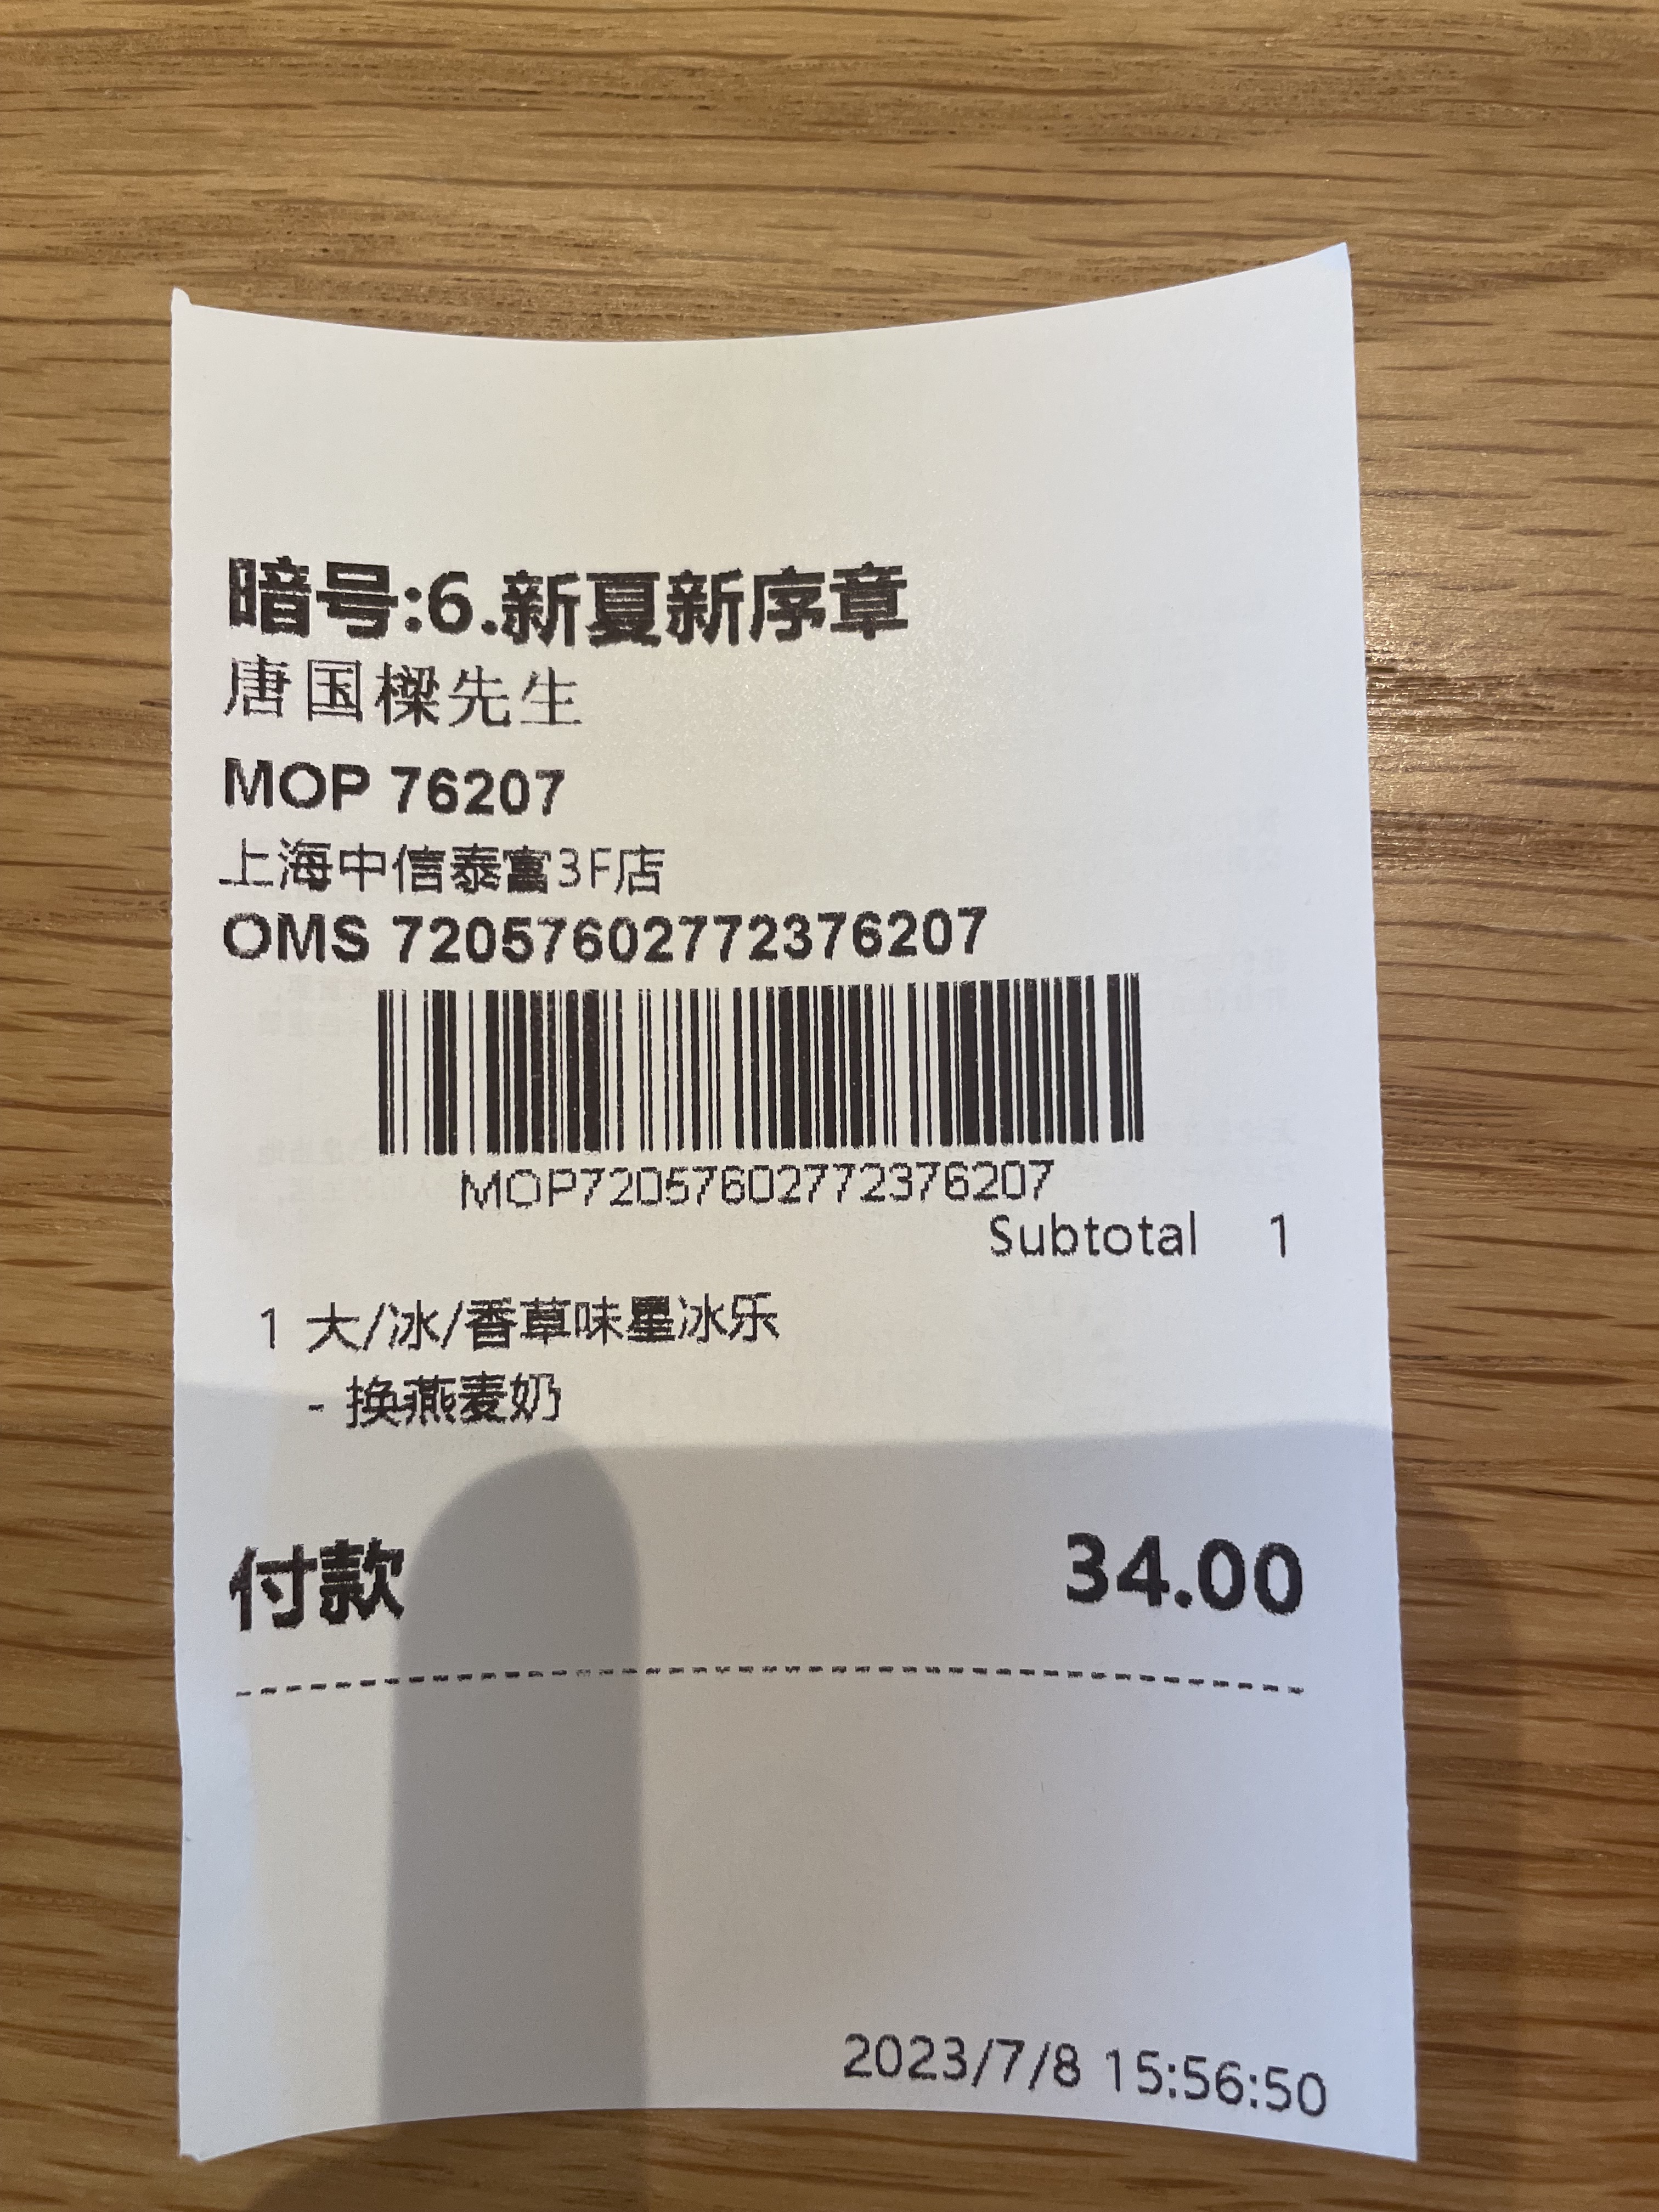 暗号:6.新夏新序章
唐国樑先生
MOP 76207
上海中信泰富3F店
OMS 72057602772376207
MOP72057602772376207
Subtotal 1
1 大/冰/香草味星冰乐
- 换燕麦奶
付款 34.00
2023/7/8 15:56:50